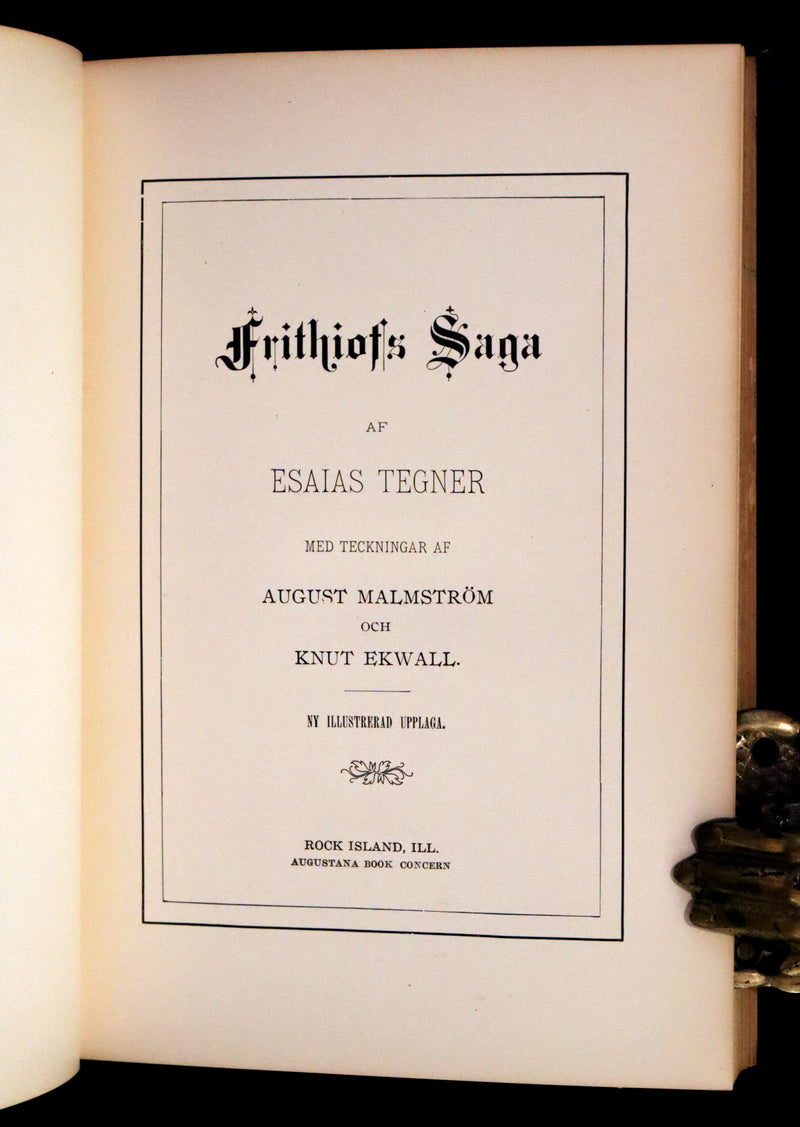 Frithiofs Saga
AF
ESAIAS TEGNER
MED TECKNINGAR AF
AUGUST MALMSTRÖM
OCH
KNUT EKWALL.
NY ILLUSTRERAD UPPLAGA.
ROCK ISLAND, ILL.
AUGUSTANA BOOK CONCERN